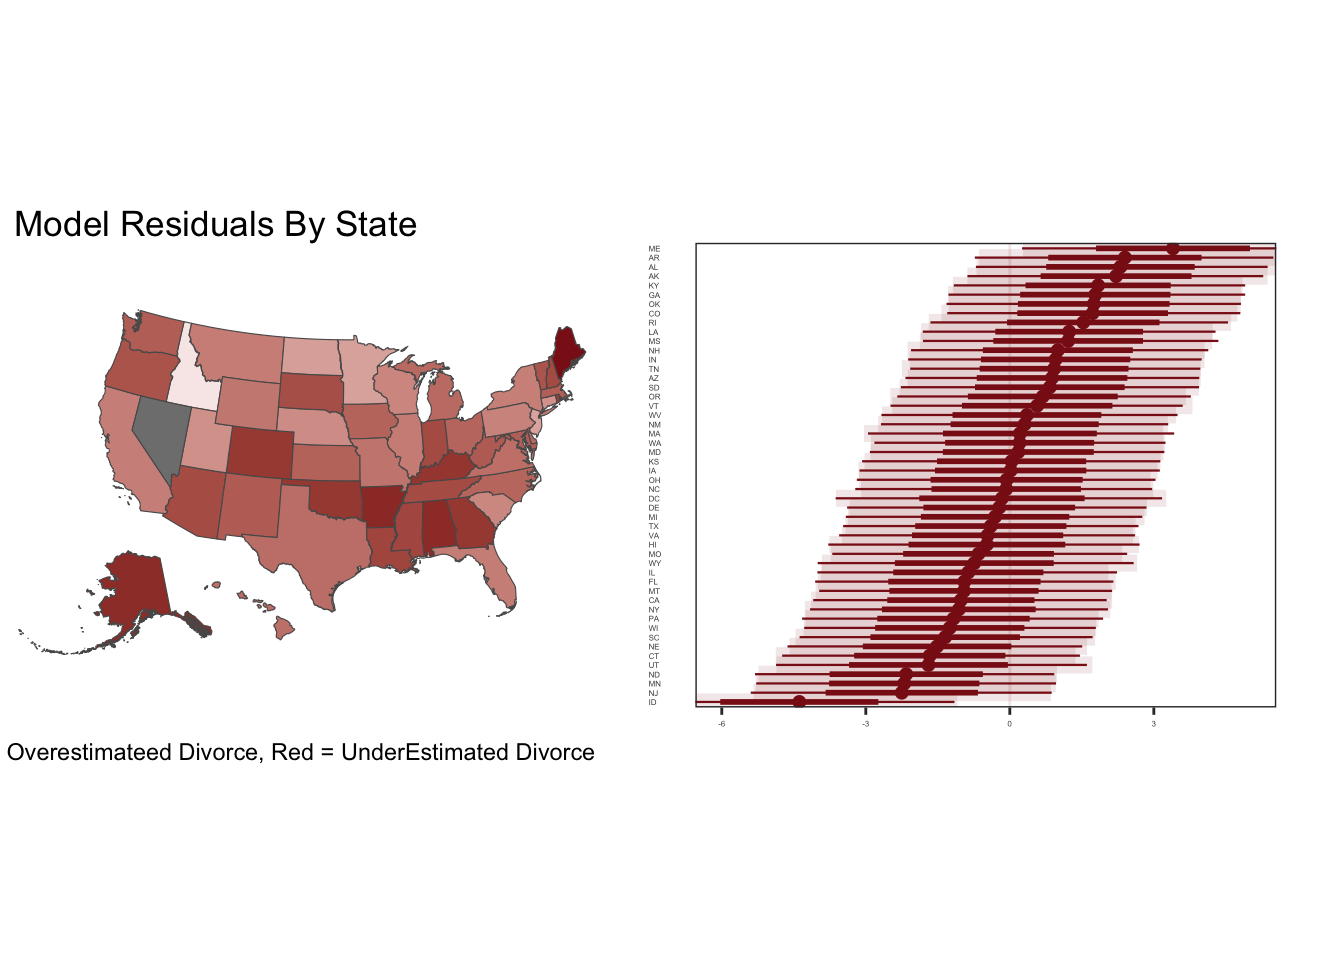 Model Residuals By State
Overestimateed Divorce, Red = UnderEstimated Divorce
ME
AR
AL
AK
KY
GA
OK
CO
RI
LA
MS
NH
IN
TN
AZ
SD
OR
VT
WV
NM
MA
WA
MD
KS
IA
OH
NC
DC
DE
MI
TX
VA
HI
MO
WY
IL
FL
MT
CA
NY
PA
WI
SC
NE
CT
UT
ND
MN
NJ
ID
-6 -3 0 3